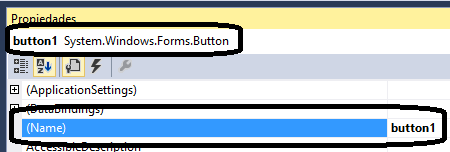 Propiedades
button1 System.Windows.Forms.Button
(ApplicationSettings)
(DataBindings)
(Name) button1
AccessibleDescription